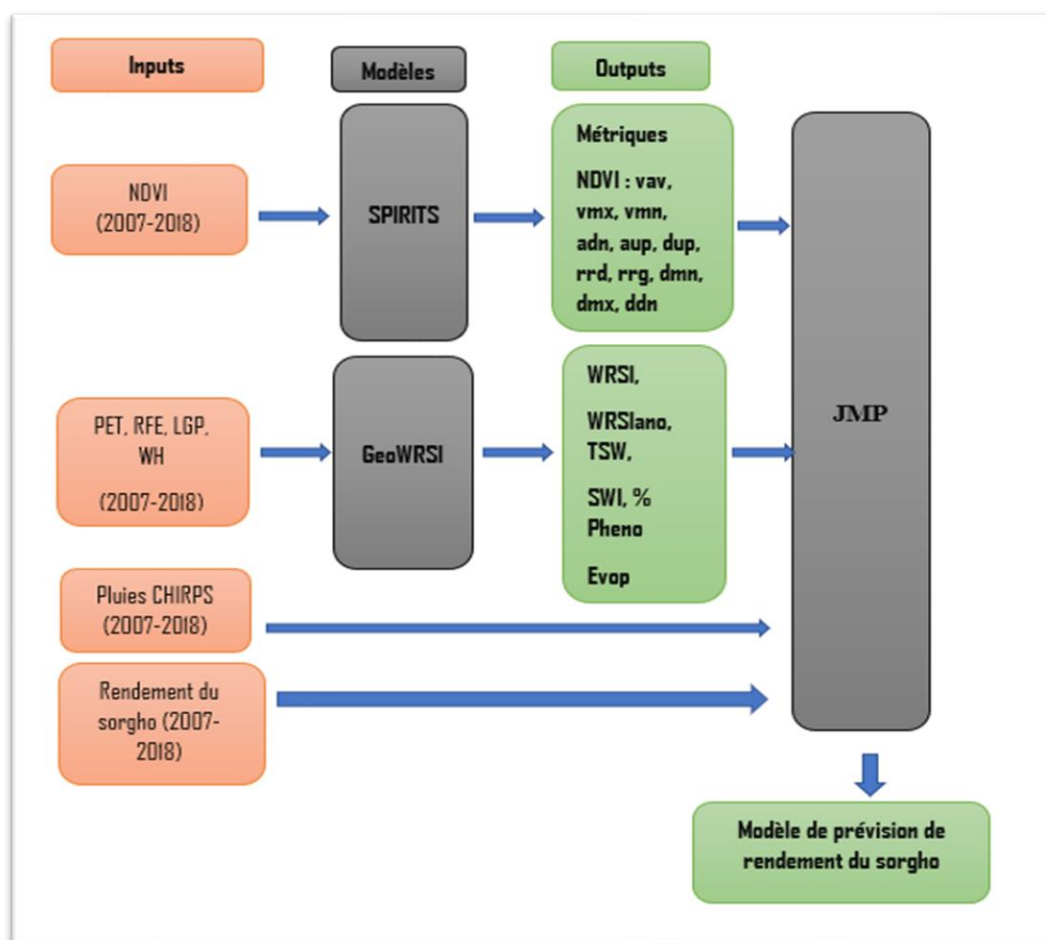 Inputs
Modèles
Outputs
NDVI
(2007-2018)
SPIRITS
Métriques
NDVI : vav,
vmx, vmn,
adn, aup, dup,
rrd, rrg, dmn,
dmx, ddn
PET, RFE, LGP,
WH
(2007-2018)
GeoWRSI
WRSI,
WRSIano,
TSW,
SWI, %
Pheno
Evop
JMP
Pluies CHIRPS
(2007-2018)
Rendement du
sorgho (2007-
2018)
Modèle de prévision de
rendement du sorgho